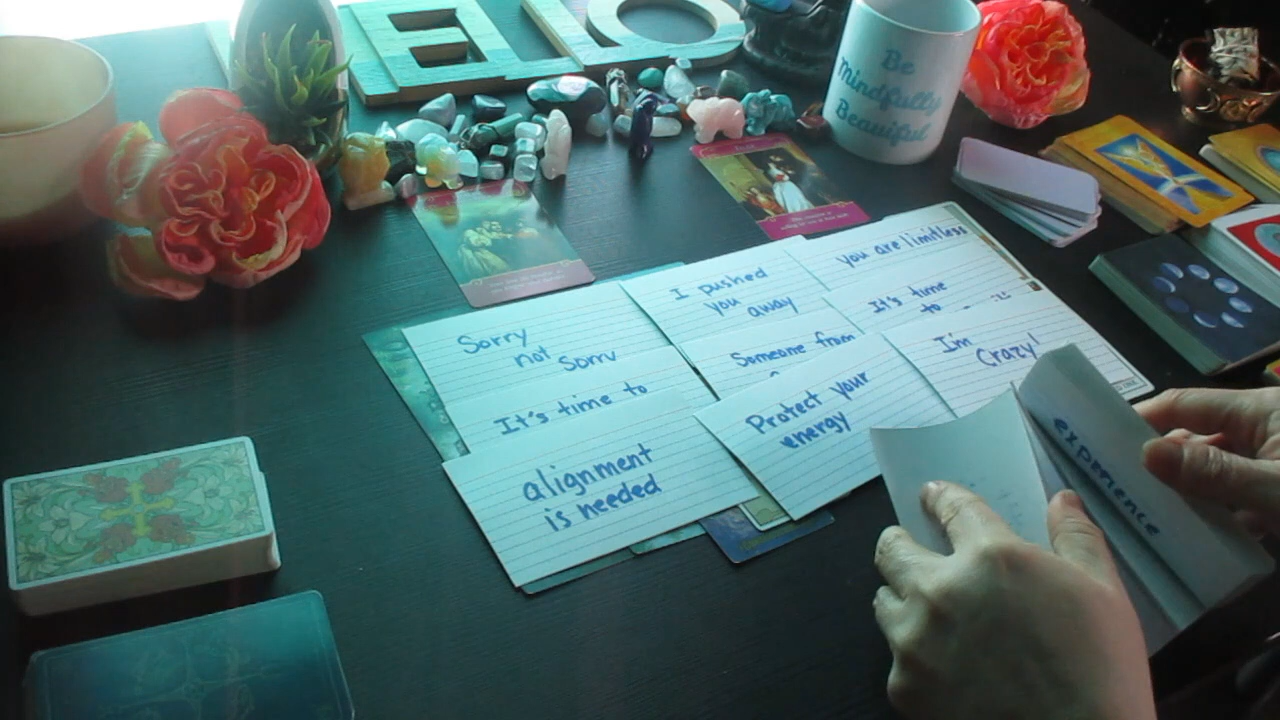 ELO
Be
Mindfully
Beautiful
you are limitless
I pushed
you away
It's time
to
Sorry
not sorry
Someone from
I'm
Crazy!
It's time to
Protect your
energy
alignment
is needed
experience